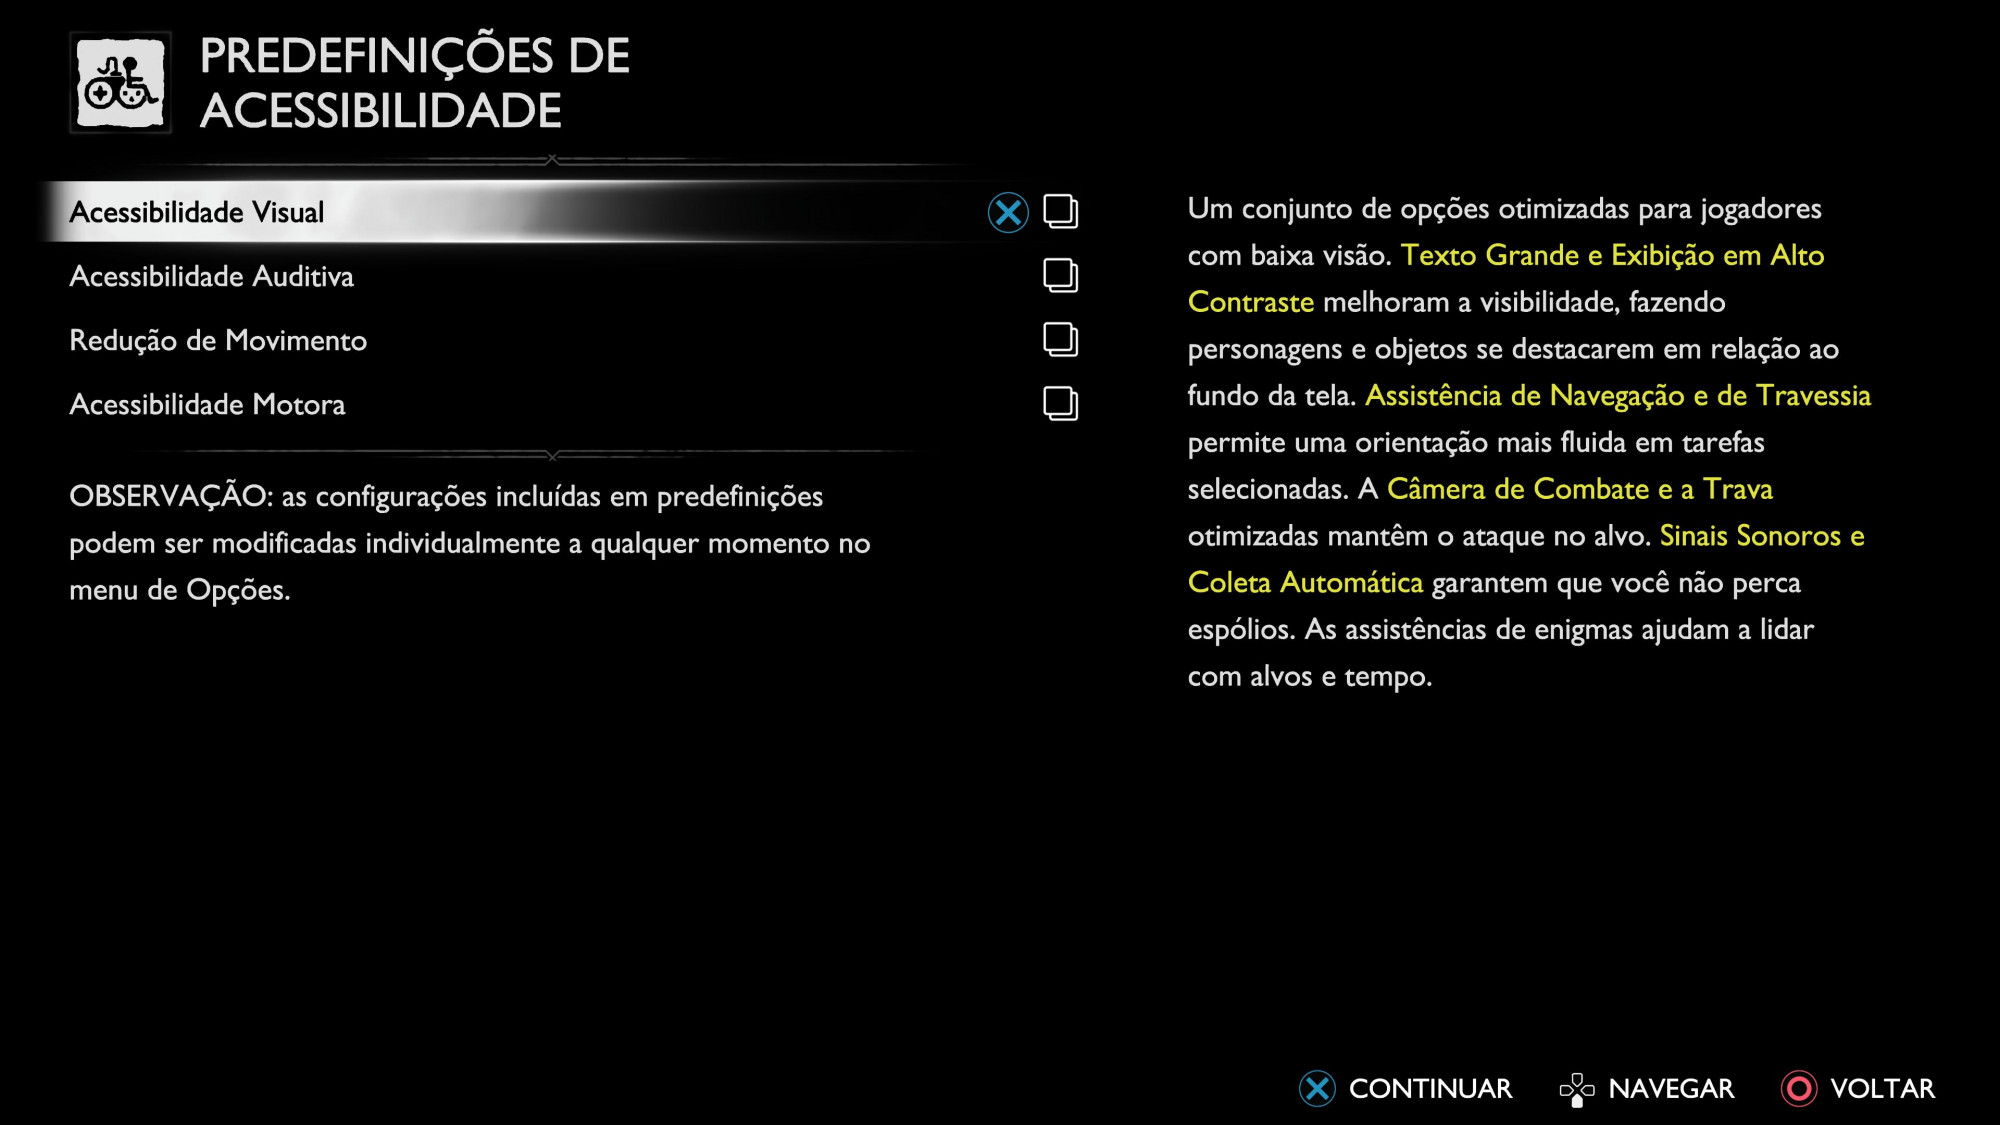 PREDEFINIÇÕES DE
ACESSIBILIDADE
Acessibilidade Visual
Acessibilidade Auditiva
Redução de Movimento
Acessibilidade Motora
OBSERVAÇÃO: as configurações incluídas em predefinições
podem ser modificadas individualmente a qualquer momento no
menu de Opções.
Um conjunto de opções otimizadas para jogadores
com baixa visão. Texto Grande e Exibição em Alto
Contraste melhoram a visibilidade, fazendo
personagens e objetos se destacarem em relação ao
fundo da tela. Assistência de Navegação e de Travessia
permite uma orientação mais fluida em tarefas
selecionadas. A Câmera de Combate e a Trava
otimizadas mantêm o ataque no alvo. Sinais Sonoros e
Coleta Automática garantem que você não perca
espólios. As assistências de enigmas ajudam a lidar
com alvos e tempo.
CONTINUAR NAVEGAR VOLTAR